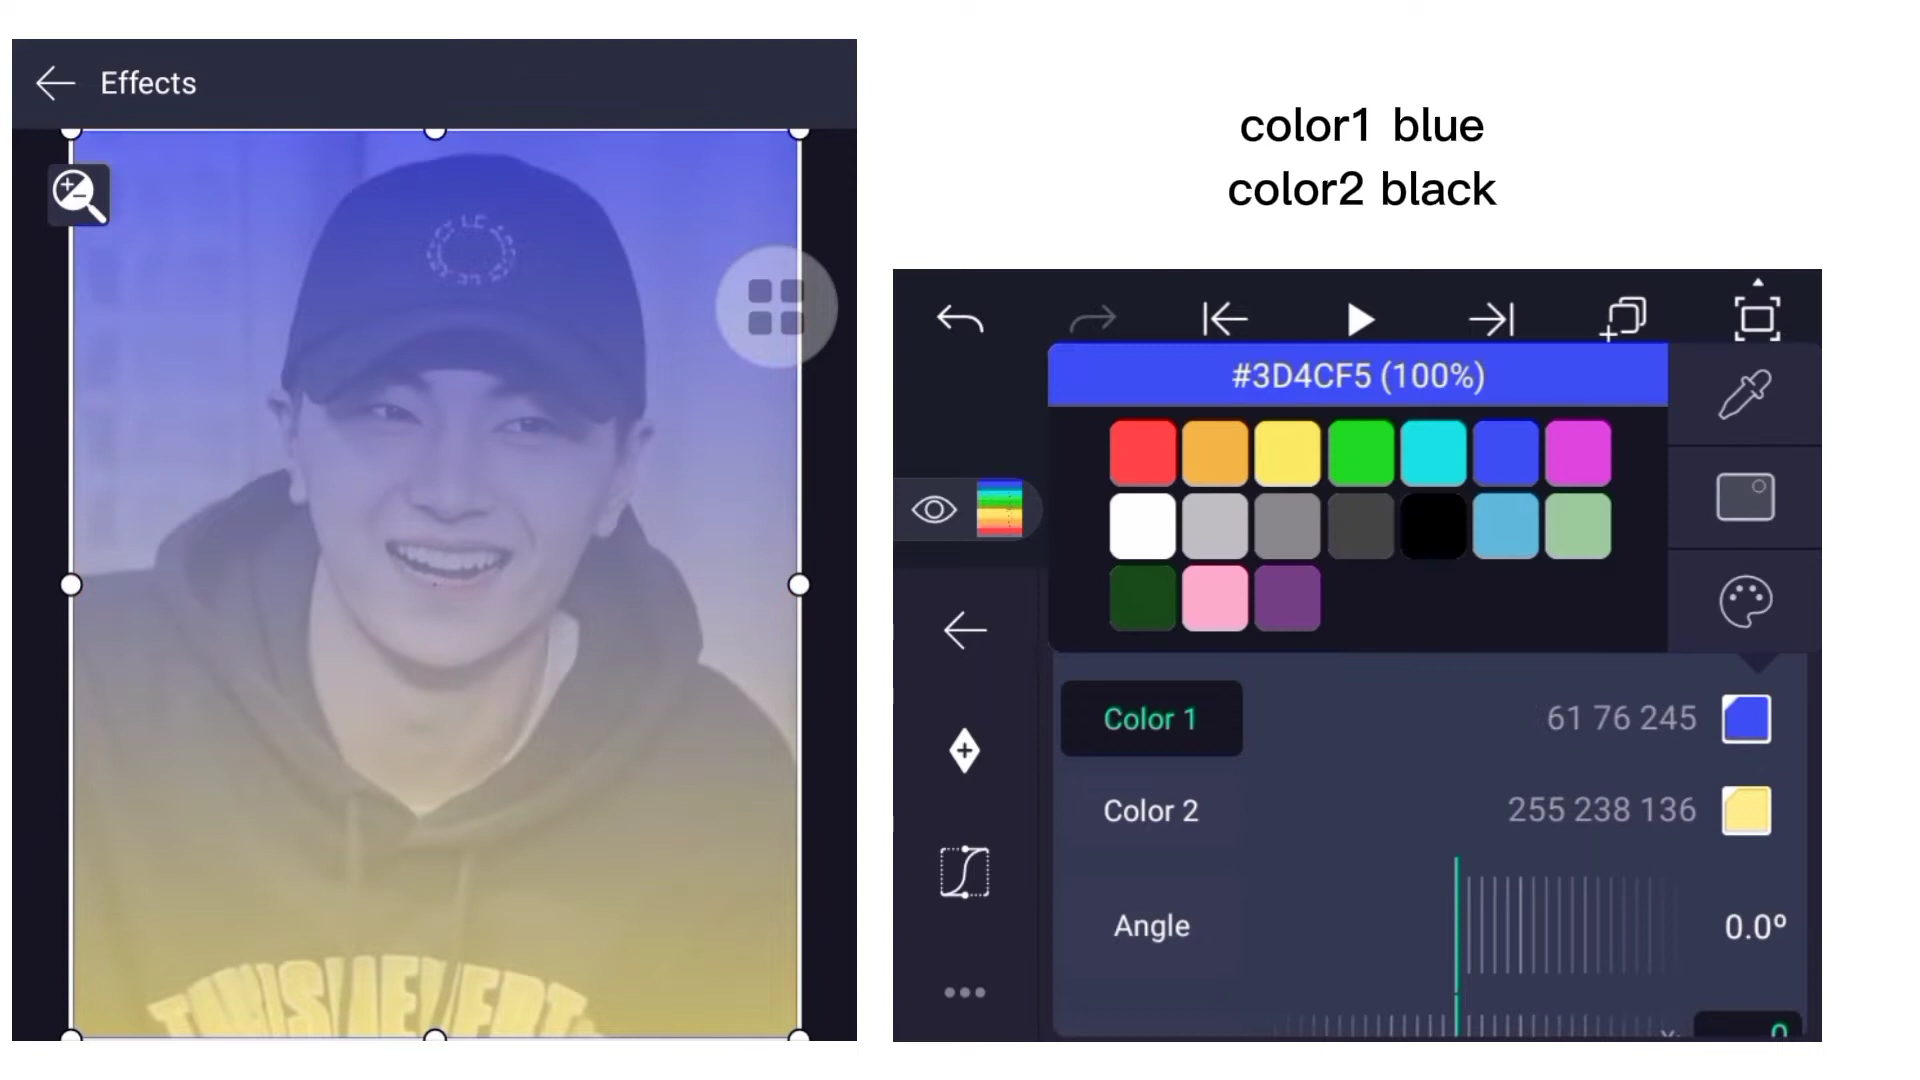 Effects
color1 blue
color2 black
#3D4CF5 (100%)
Color 1
61 76 245
Color 2
255 238 136
Angle
0.0º